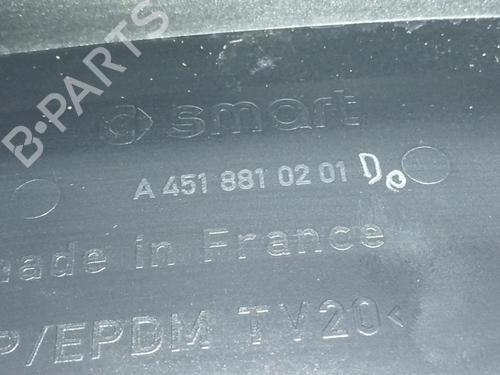 B-PARTS
smart
A 451 881 02 01 De
made in France
P/EPDM TV20<